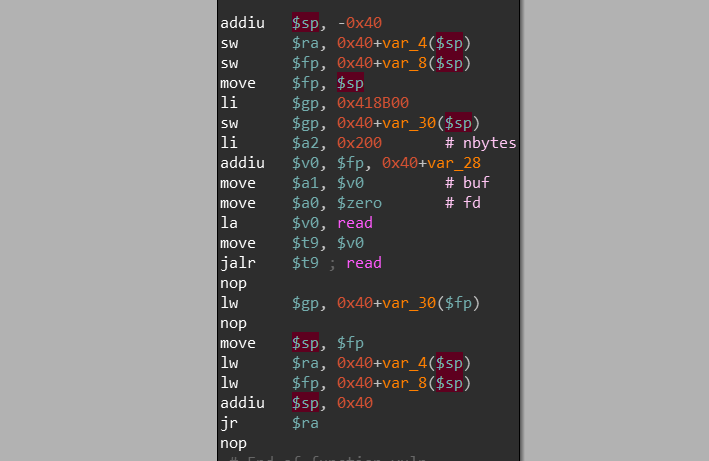 addiu $sp, -0x40
sw $ra, 0x40+var_4($sp)
sw $fp, 0x40+var_8($sp)
move $fp, $sp
li $gp, 0x418B00
sw $gp, 0x40+var_30($sp)
li $a2, 0x200 # nbytes
addiu $v0, $fp, 0x40+var_28
move $a1, $v0 # buf
move $a0, $zero # fd
la $v0, read
move $t9, $v0
jalr $t9 ; read
nop
lw $gp, 0x40+var_30($fp)
nop
move $sp, $fp
lw $ra, 0x40+var_4($sp)
lw $fp, 0x40+var_8($sp)
addiu $sp, 0x40
jr $ra
nop
# End of function